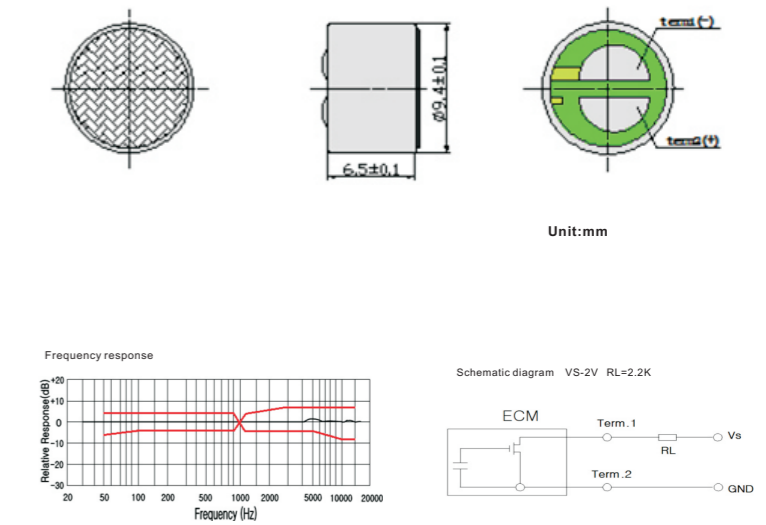 term1(-)
Ø9.4±0.1
6.5±0.1
term2(+)
Unit:mm
Frequency response
Relative Response(dB)
+20
+10
0
-10
-20
-30
20 50 100 200 500 1000 2000 5000 10000 20000
Frequency (Hz)
Schematic diagram VS-2V RL=2.2K
ECM
Term.1
Vs
RL
Term.2
GND